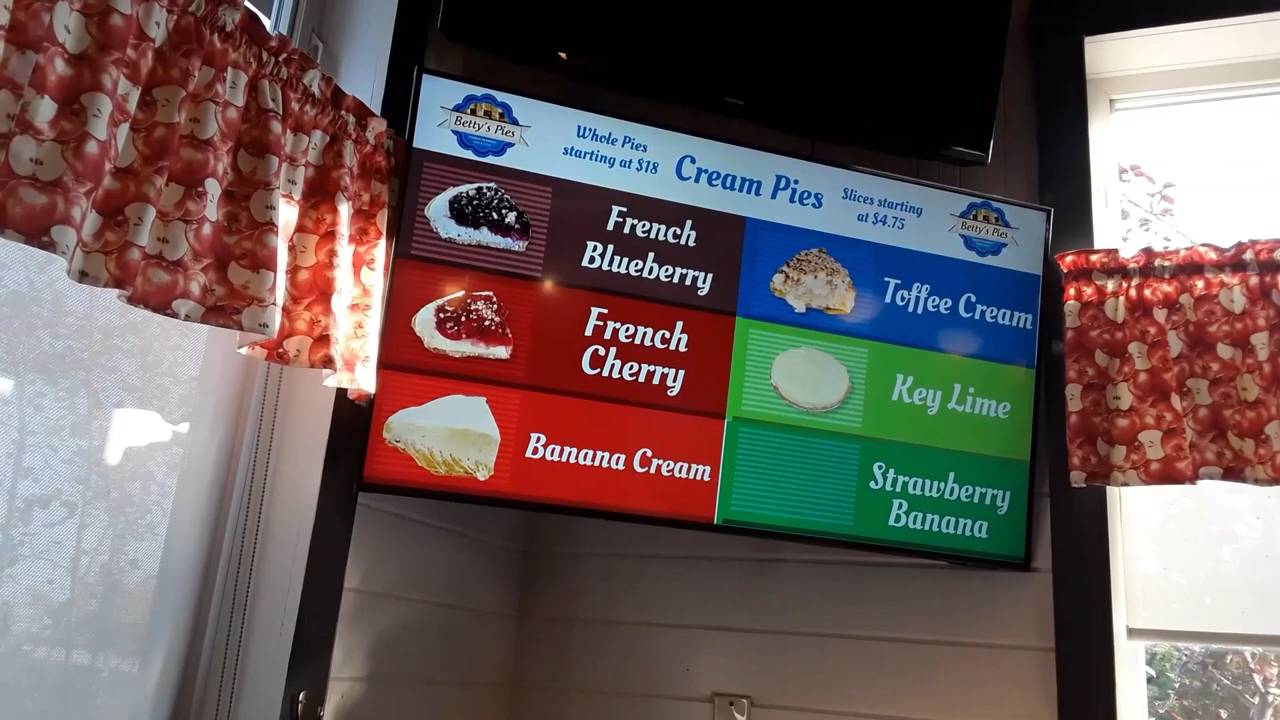 Betty's Pies
Whole Pies
starting at $18
Cream Pies
Slices starting
at $4.75
Betty's Pies
French
Blueberry
Toffee Cream
French
Cherry
Key Lime
Banana Cream
Strawberry
Banana